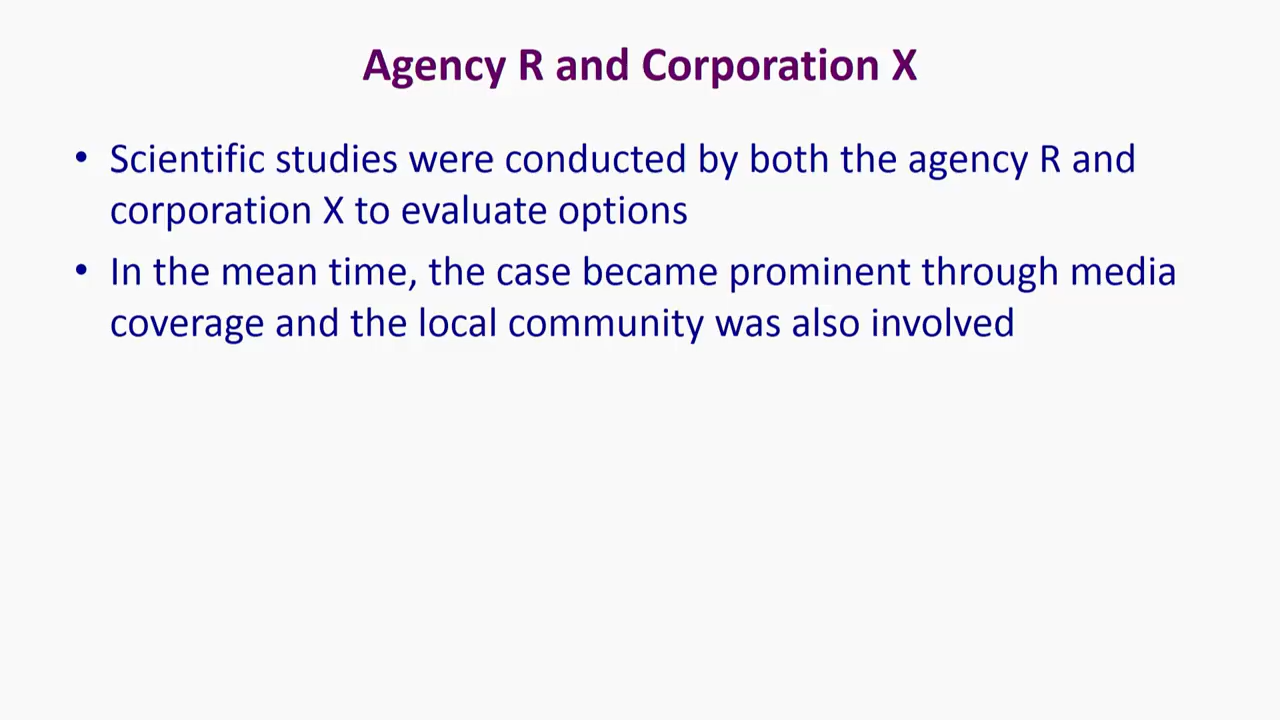 Agency R and Corporation X
• Scientific studies were conducted by both the agency R and
corporation X to evaluate options
• In the mean time, the case became prominent through media
coverage and the local community was also involved